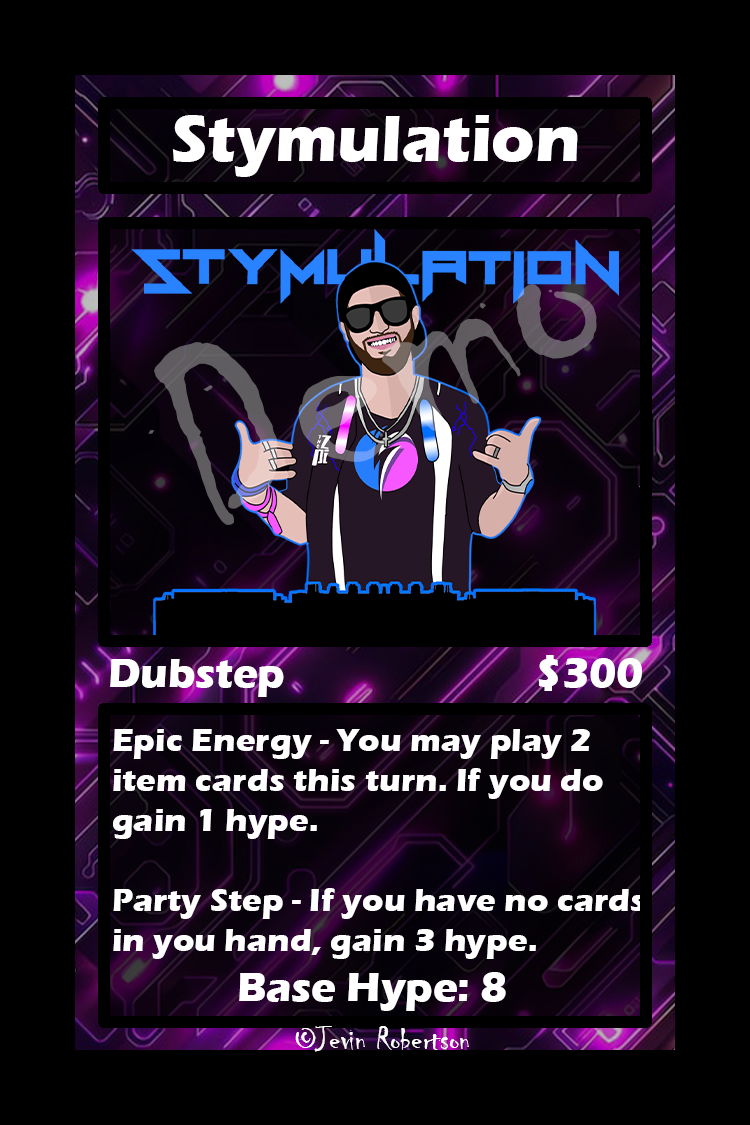 Stymulation
STYMULATION
Demo
Dubstep
$300
Epic Energy - You may play 2
item cards this turn. If you do
gain 1 hype.
Party Step - If you have no cards
in you hand, gain 3 hype.
Base Hype: 8
©Jevin Robertson